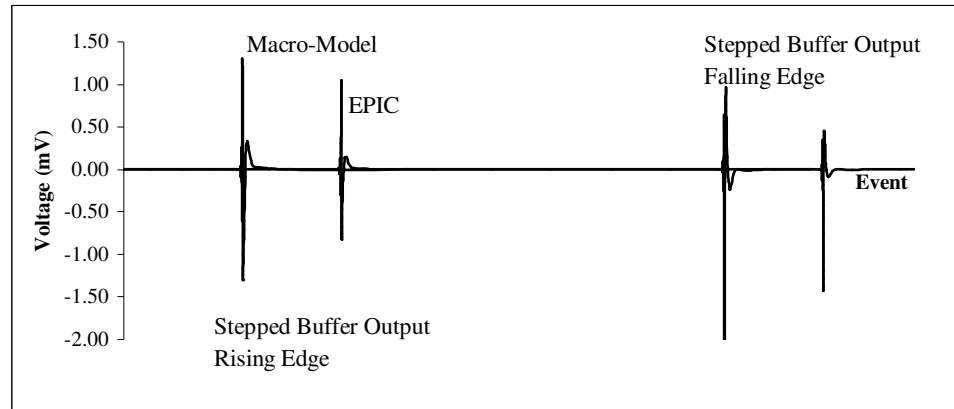 1.50
1.00
0.50
0.00
-0.50
-1.00
-1.50
-2.00
Voltage (mV)
Macro-Model
EPIC
Stepped Buffer Output
Rising Edge
Stepped Buffer Output
Falling Edge
Event